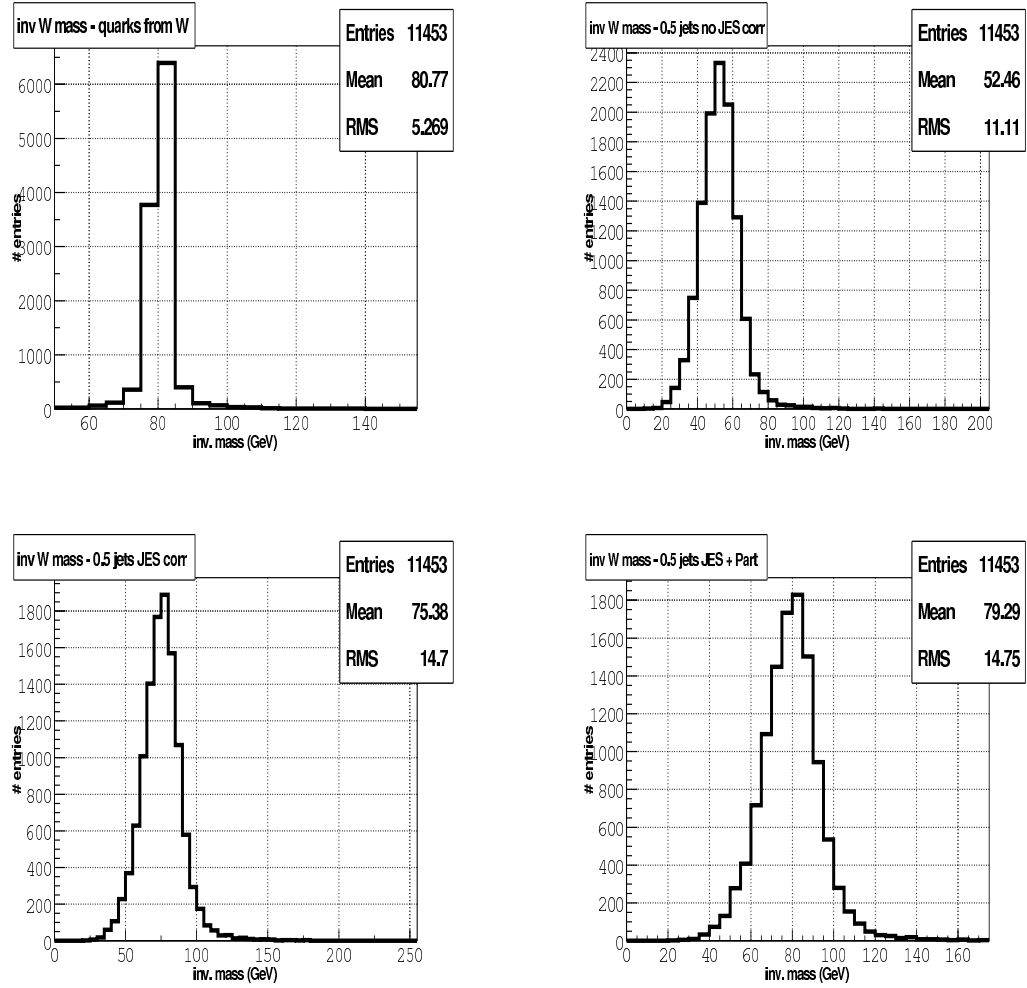 inv W mass - quarks from W
Entries 11453
Mean 80.77
RMS 5.269
# entries
6000
5000
4000
3000
2000
1000
0
60 80 100 120 140
inv. mass (GeV)
inv W mass - 0.5 jets no JES corr
Entries 11453
Mean 52.46
RMS 11.11
# entries
2400
2200
2000
1800
1600
1400
1200
1000
800
600
400
200
0
0 20 40 60 80 100 120 140 160 180 200
inv. mass (GeV)
inv W mass - 0.5 jets JES corr
Entries 11453
Mean 75.38
RMS 14.7
# entries
1800
1600
1400
1200
1000
800
600
400
200
0
0 50 100 150 200 250
inv. mass (GeV)
inv W mass - 0.5 jets JES + Part
Entries 11453
Mean 79.29
RMS 14.75
# entries
1800
1600
1400
1200
1000
800
600
400
200
0
0 20 40 60 80 100 120 140 160
inv. mass (GeV)